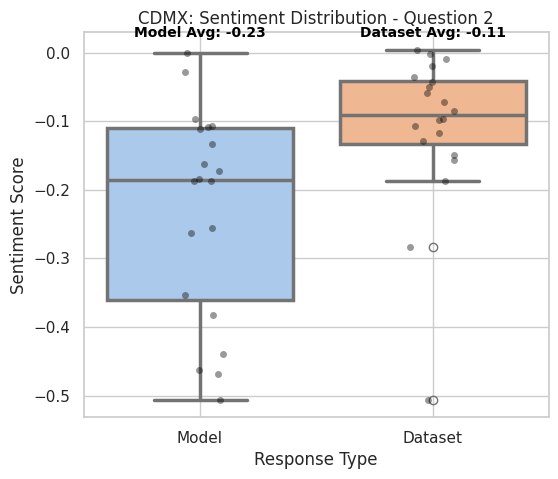 CDMX: Sentiment Distribution - Question 2
Model Avg: -0.23
Dataset Avg: -0.11
0.0
−0.1
−0.2
−0.3
−0.4
−0.5
Sentiment Score
Model
Dataset
Response Type